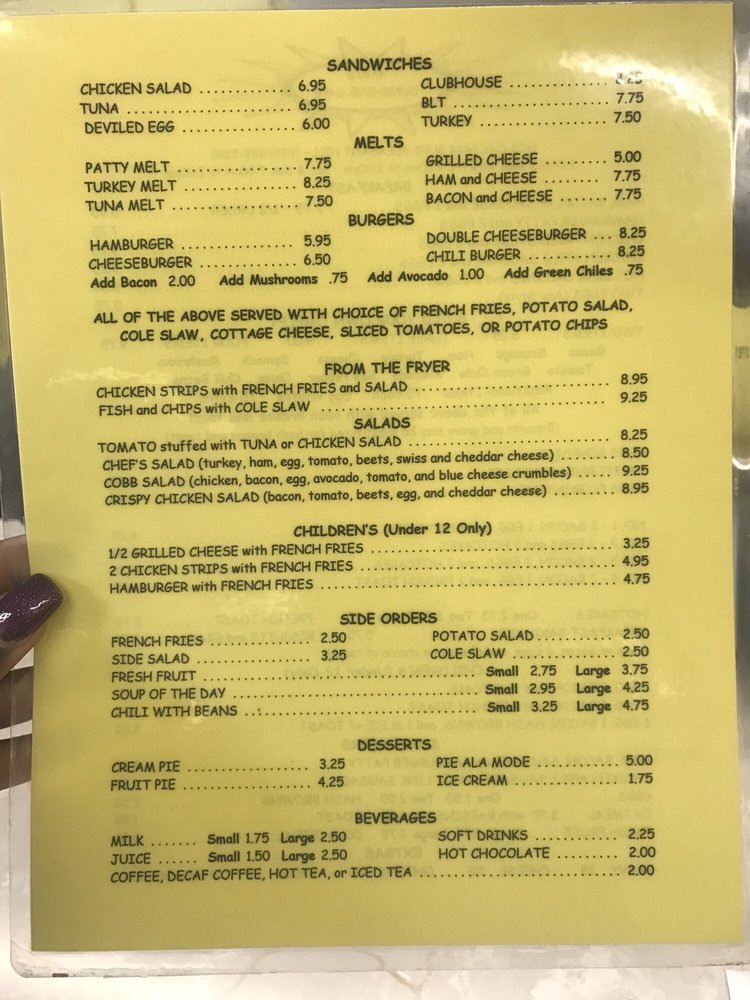 SANDWICHES
CHICKEN SALAD ............ 6.95 CLUBHOUSE ............ 8.25
TUNA ...................... 6.95 BLT .................... 7.75
DEVILED EGG ............... 6.00 TURKEY ................ 7.50
MELTS
PATTY MELT ............... 7.75 GRILLED CHEESE ......... 5.00
TURKEY MELT .............. 8.25 HAM and CHEESE ........ 7.75
TUNA MELT ................ 7.50 BACON and CHEESE ....... 7.75
BURGERS
HAMBURGER ............... 5.95 DOUBLE CHEESEBURGER ... 8.25
CHEESEBURGER ............. 6.50 CHILI BURGER ............ 8.25
Add Bacon 2.00 Add Mushrooms .75 Add Avocado 1.00 Add Green Chiles .75
ALL OF THE ABOVE SERVED WITH CHOICE OF FRENCH FRIES, POTATO SALAD,
COLE SLAW, COTTAGE CHEESE, SLICED TOMATOES, OR POTATO CHIPS
FROM THE FRYER
CHICKEN STRIPS with FRENCH FRIES and SALAD ............................ 8.95
FISH and CHIPS with COLE SLAW ......................................... 9.25
SALADS
TOMATO stuffed with TUNA or CHICKEN SALAD ............................. 8.25
CHEF'S SALAD (turkey, ham, egg, tomato, beets, swiss and cheddar cheese) ........ 8.50
COBB SALAD (chicken, bacon, egg, avocado, tomato, and blue cheese crumbles) ..... 9.25
CRISPY CHICKEN SALAD (bacon, tomato, beets, egg, and cheddar cheese) ......... 8.95
CHILDREN'S (Under 12 Only)
1/2 GRILLED CHEESE with FRENCH FRIES ................................ 3.25
2 CHICKEN STRIPS with FRENCH FRIES .................................. 4.95
HAMBURGER with FRENCH FRIES ........................................ 4.75
SIDE ORDERS
FRENCH FRIES .............. 2.50 POTATO SALAD ........... 2.50
SIDE SALAD ................ 3.25 COLE SLAW .............. 2.50
FRESH FRUIT .................................... Small 2.75 Large 3.75
SOUP OF THE DAY ................................ Small 2.95 Large 4.25
CHILI WITH BEANS ............................... Small 3.25 Large 4.75
DESSERTS
CREAM PIE ................ 3.25 PIE ALA MODE ............ 5.00
FRUIT PIE ................. 4.25 ICE CREAM ............... 1.75
BEVERAGES
MILK ....... Small 1.75 Large 2.50 SOFT DRINKS ............. 2.25
JUICE ...... Small 1.50 Large 2.50 HOT CHOCOLATE ......... 2.00
COFFEE, DECAF COFFEE, HOT TEA, or ICED TEA ........................... 2.00